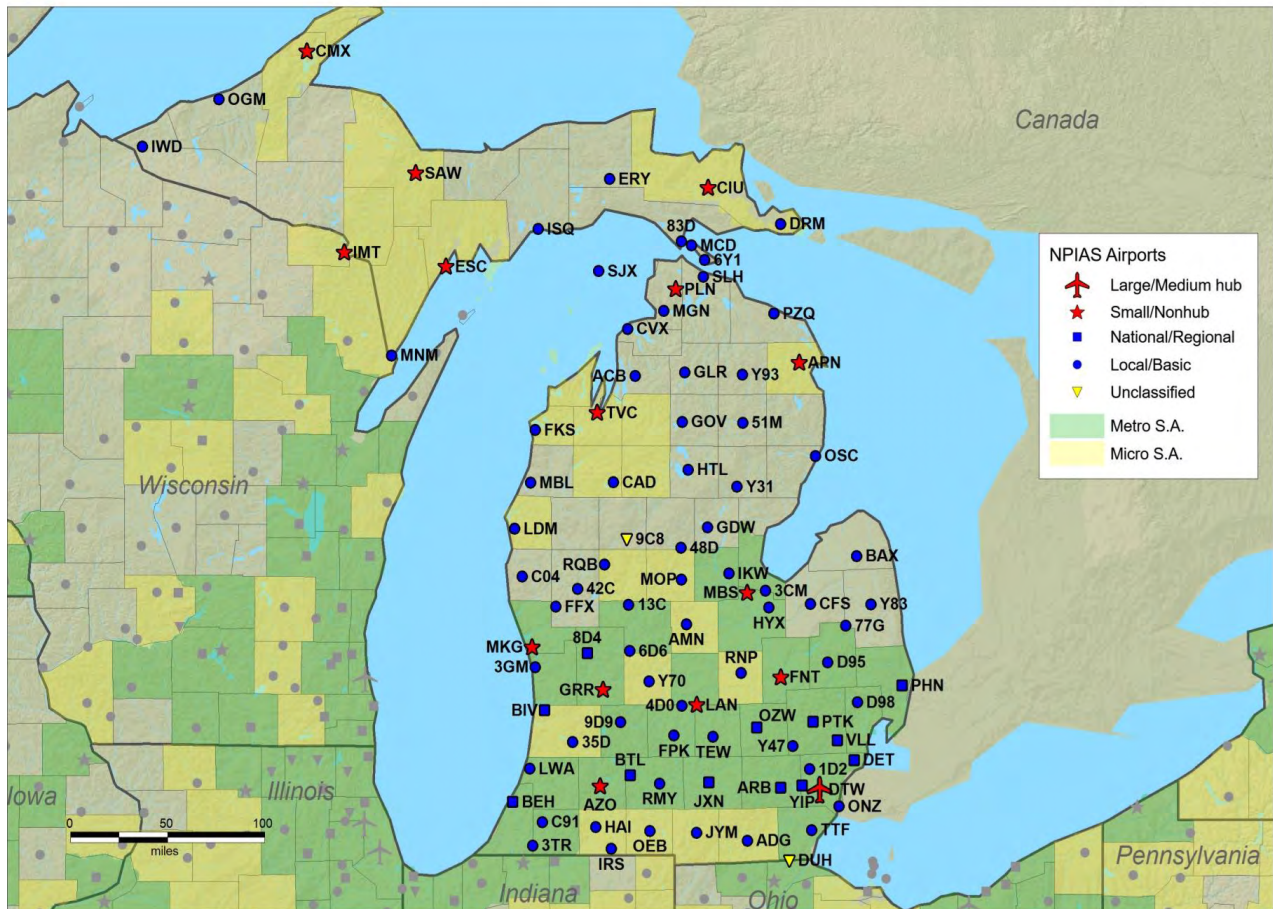 CMX
OGM
Canada
IWD
SAW
ERY
CIU
DRM
ISQ
83D
MCD
6Y1
IMT
ESC
SJX
SLH
PLN
MGN
PZQ
CVX
MNM
APN
ACB
GLR
Y93
TVC
GOV
51M
FKS
OSC
HTL
Wisconsin
MBL
CAD
Y31
LDM
GDW
9C8
48D
BAX
RQB
IKW
C04
MOP
42C
MBS
3CM
FFX
13C
CFS
Y83
HYX
77G
AMN
8D4
MKG
6D6
3GM
RNP
D95
FNT
Y70
PHN
GRR
4D0
LAN
D98
BIV
OZW
PTK
9D9
35D
FPK
TEW
Y47
VLL
DET
LWA
BTL
1D2
Iowa
Illinois
AZO
RMY
JXN
ARB
YIP
DTW
BEH
ONZ
C91
HAI
JYM
TTF
OEB
ADG
3TR
IRS
DUH
Indiana
Ohio
Pennsylvania
0 50 100
miles
NPIAS Airports
Large/Medium hub
Small/Nonhub
National/Regional
Local/Basic
Unclassified
Metro S.A.
Micro S.A.